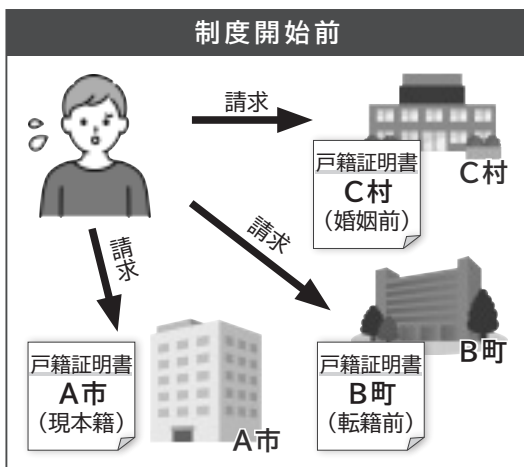 制度開始前
請求
戸籍証明書
C村
（婚姻前）
C村
請求
戸籍証明書
B町
（転籍前）
B町
請求
戸籍証明書
A市
（現本籍）
A市